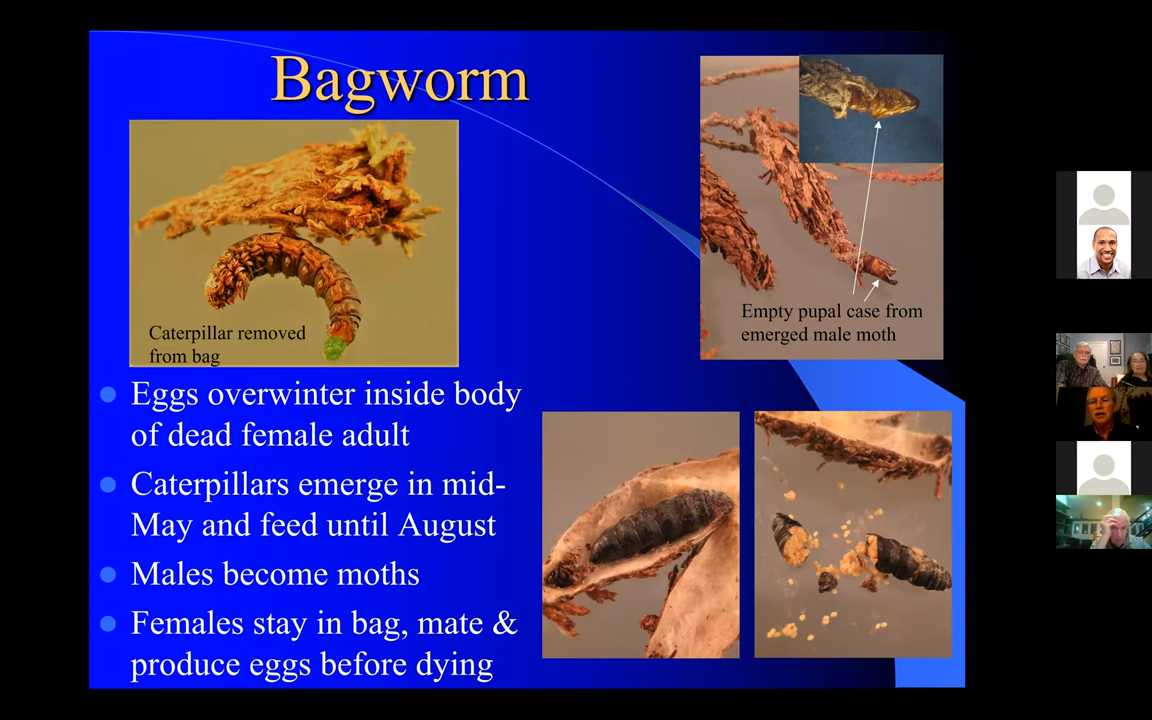 Bagworm
Caterpillar removed
from bag
Empty pupal case from
emerged male moth
Eggs overwinter inside body
of dead female adult
Caterpillars emerge in mid-
May and feed until August
Males become moths
Females stay in bag, mate &
produce eggs before dying